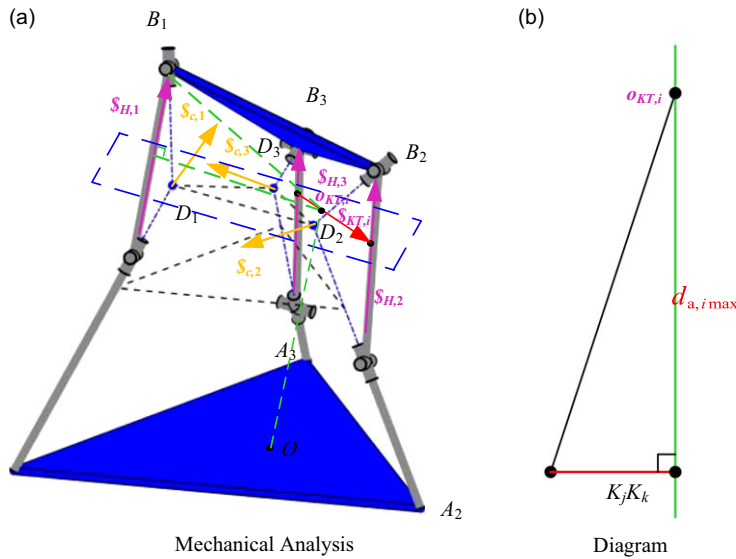 (a)
(b)
B₁
B₃
B₂
$H,1
$c,1
$c,3
D₃
$H,3
oKT,i
$KT,i
D₁
D₂
$c,2
$H,2
A₃
O
A₂
Mechanical Analysis
oKT,i
da, i max
KⱼKₖ
Diagram